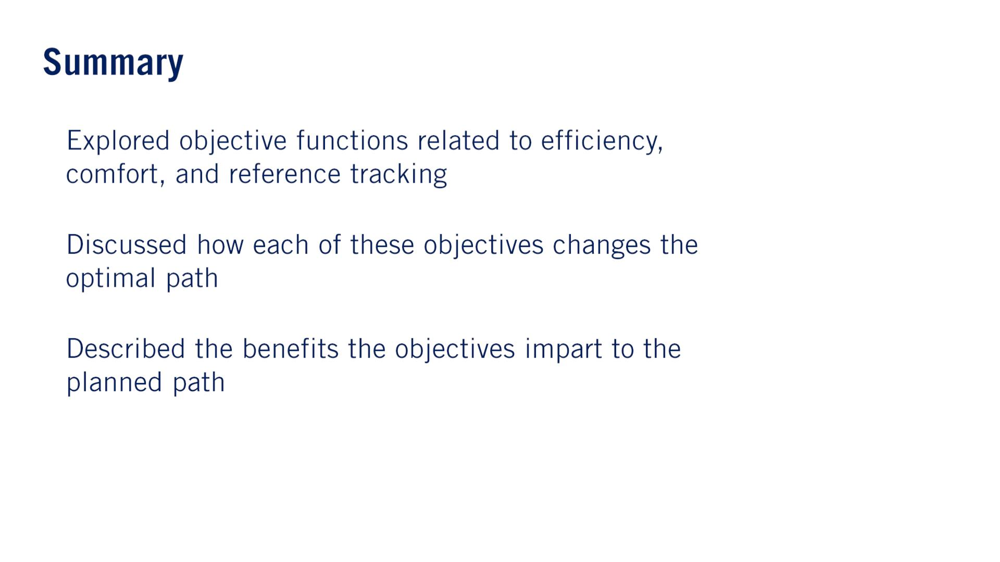 Summary
Explored objective functions related to efficiency,
comfort, and reference tracking
Discussed how each of these objectives changes the
optimal path
Described the benefits the objectives impart to the
planned path